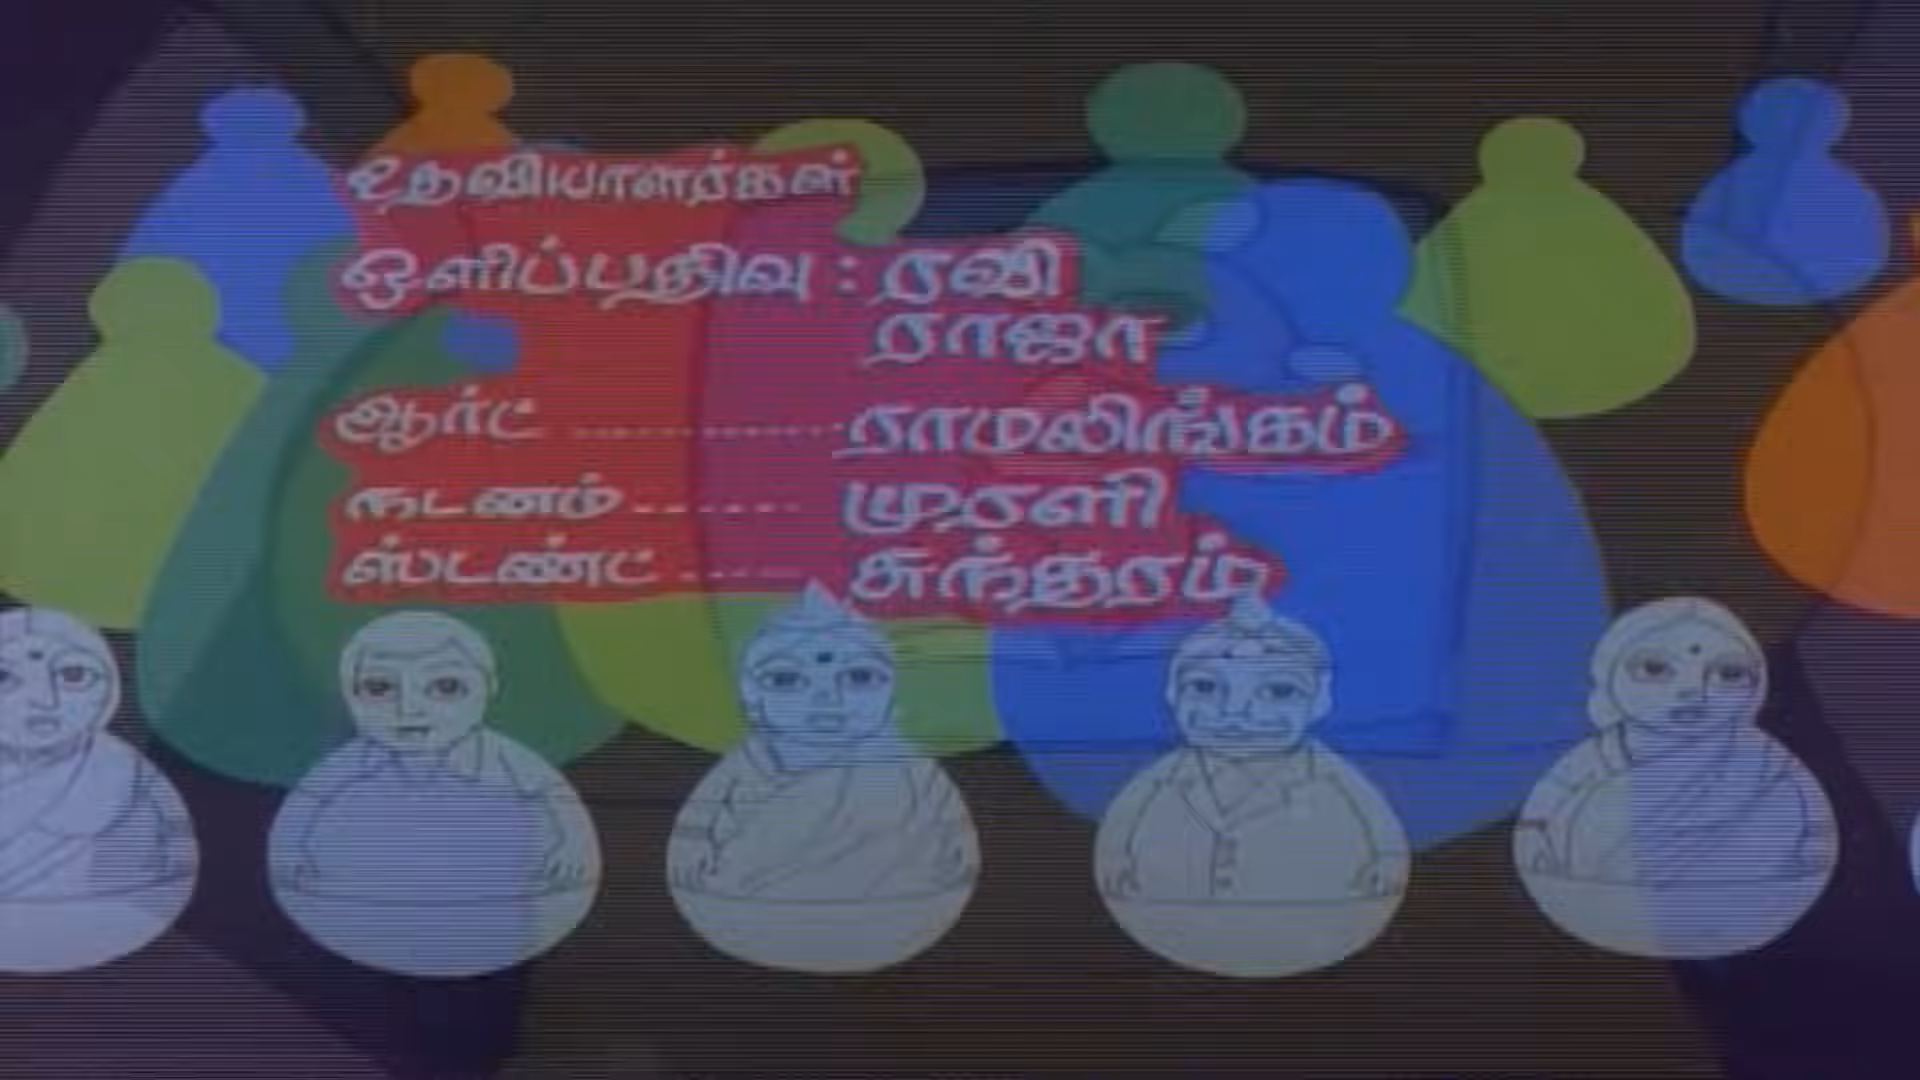 உதவியாளர்கள்
ஒளிப்பதிவு : ரவி
ராஜா
ஆர்ட் ............... ராமலிங்கம்
நடனம் ------ முரளி
ஸ்டண்ட் ----- சுந்தரம்